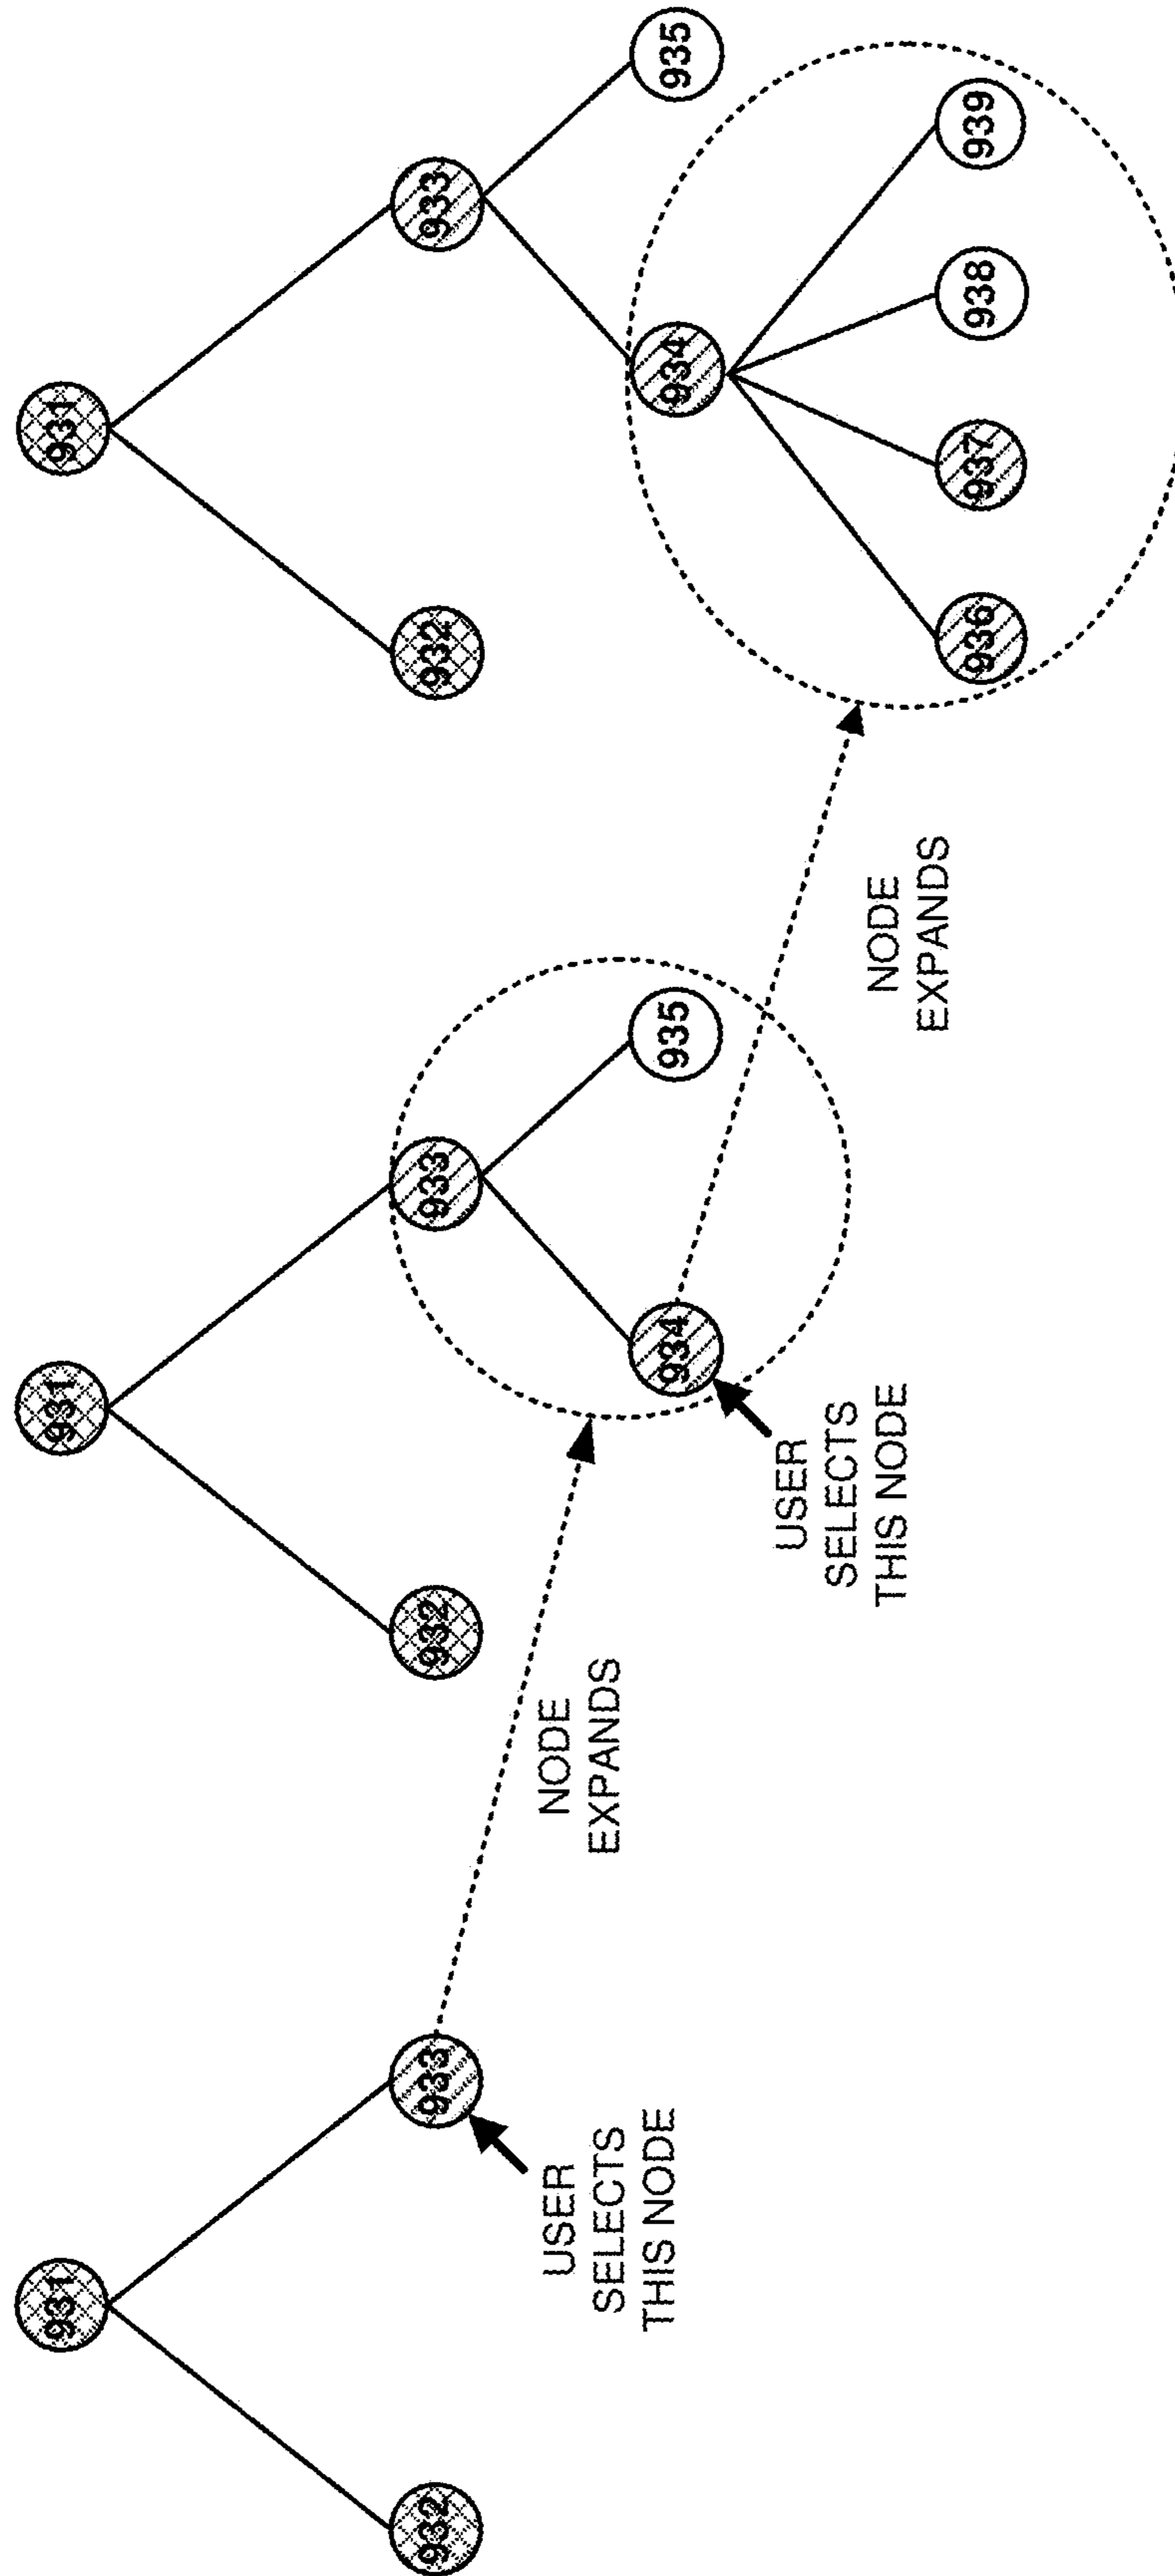 931
932
933
USER
SELECTS
THIS NODE
NODE
EXPANDS
931
932
933
934
935
USER
SELECTS
THIS NODE
NODE
EXPANDS
931
932
933
934
935
936
937
938
939